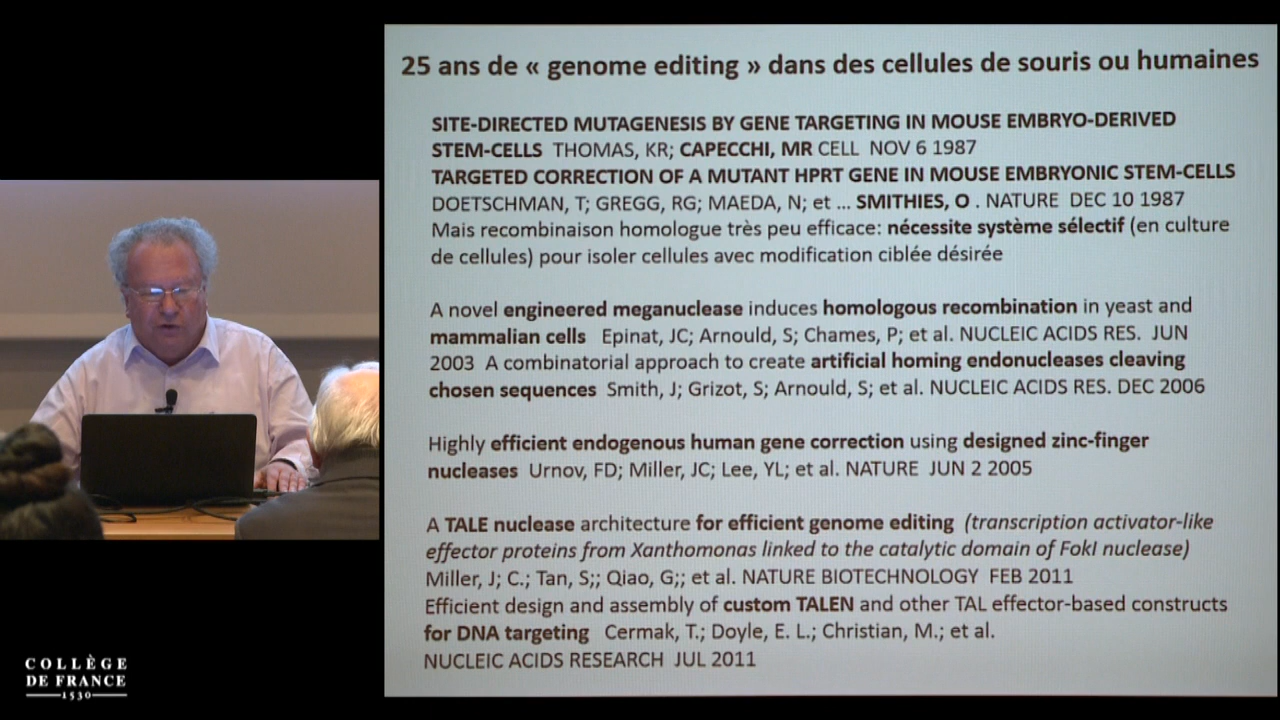 25 ans de « genome editing » dans des cellules de souris ou humaines
SITE-DIRECTED MUTAGENESIS BY GENE TARGETING IN MOUSE EMBRYO-DERIVED
STEM-CELLS THOMAS, KR; CAPECCHI, MR CELL NOV 6 1987
TARGETED CORRECTION OF A MUTANT HPRT GENE IN MOUSE EMBRYONIC STEM-CELLS
DOETSCHMAN, T; GREGG, RG; MAEDA, N; et ... SMITHIES, O . NATURE DEC 10 1987
Mais recombinaison homologue très peu efficace: nécessite système sélectif (en culture
de cellules) pour isoler cellules avec modification ciblée désirée
A novel engineered meganuclease induces homologous recombination in yeast and
mammalian cells Epinat, JC; Arnould, S; Chames, P; et al. NUCLEIC ACIDS RES. JUN
2003 A combinatorial approach to create artificial homing endonucleases cleaving
chosen sequences Smith, J; Grizot, S; Arnould, S; et al. NUCLEIC ACIDS RES. DEC 2006
Highly efficient endogenous human gene correction using designed zinc-finger
nucleases Urnov, FD; Miller, JC; Lee, YL; et al. NATURE JUN 2 2005
A TALE nuclease architecture for efficient genome editing (transcription activator-like
effector proteins from Xanthomonas linked to the catalytic domain of FokI nuclease)
Miller, J; C.; Tan, S;; Qiao, G;; et al. NATURE BIOTECHNOLOGY FEB 2011
Efficient design and assembly of custom TALEN and other TAL effector-based constructs
for DNA targeting Cermak, T.; Doyle, E. L.; Christian, M.; et al.
NUCLEIC ACIDS RESEARCH JUL 2011
COLLÈGE
DE FRANCE
1530